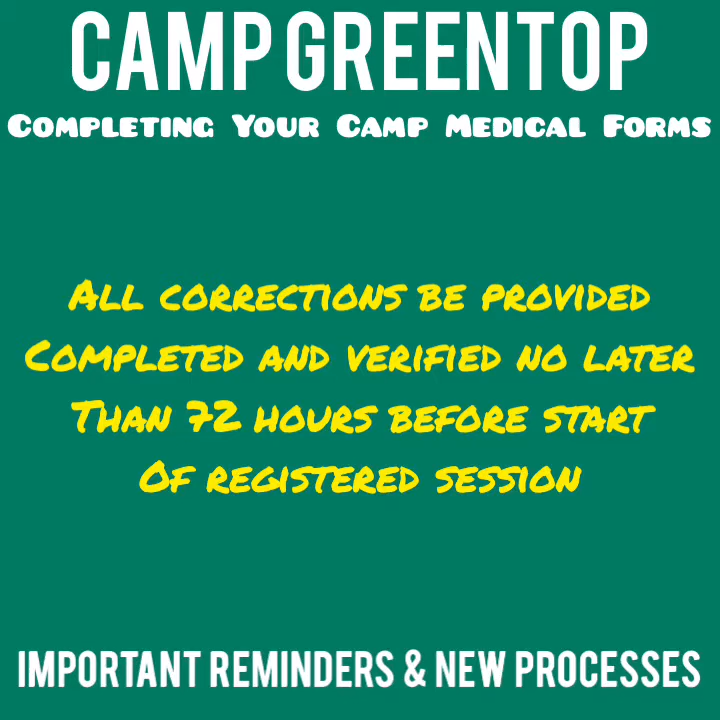 CAMP GREENTOP
Completing Your Camp Medical Forms
All corrections be provided
Completed and verified no later
Than 72 hours before start
Of registered session
IMPORTANT REMINDERS & NEW PROCESSES